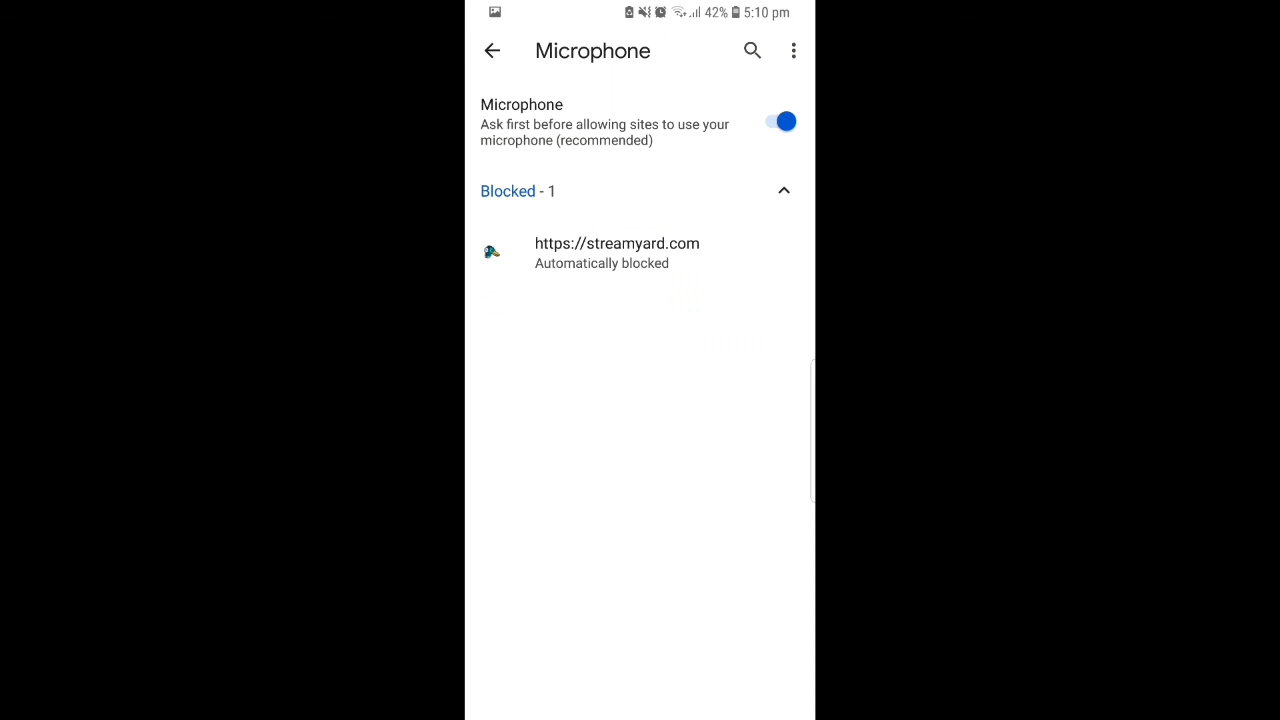 42% 5:10 pm
Microphone
Microphone
Ask first before allowing sites to use your
microphone (recommended)
Blocked - 1
https://streamyard.com
Automatically blocked